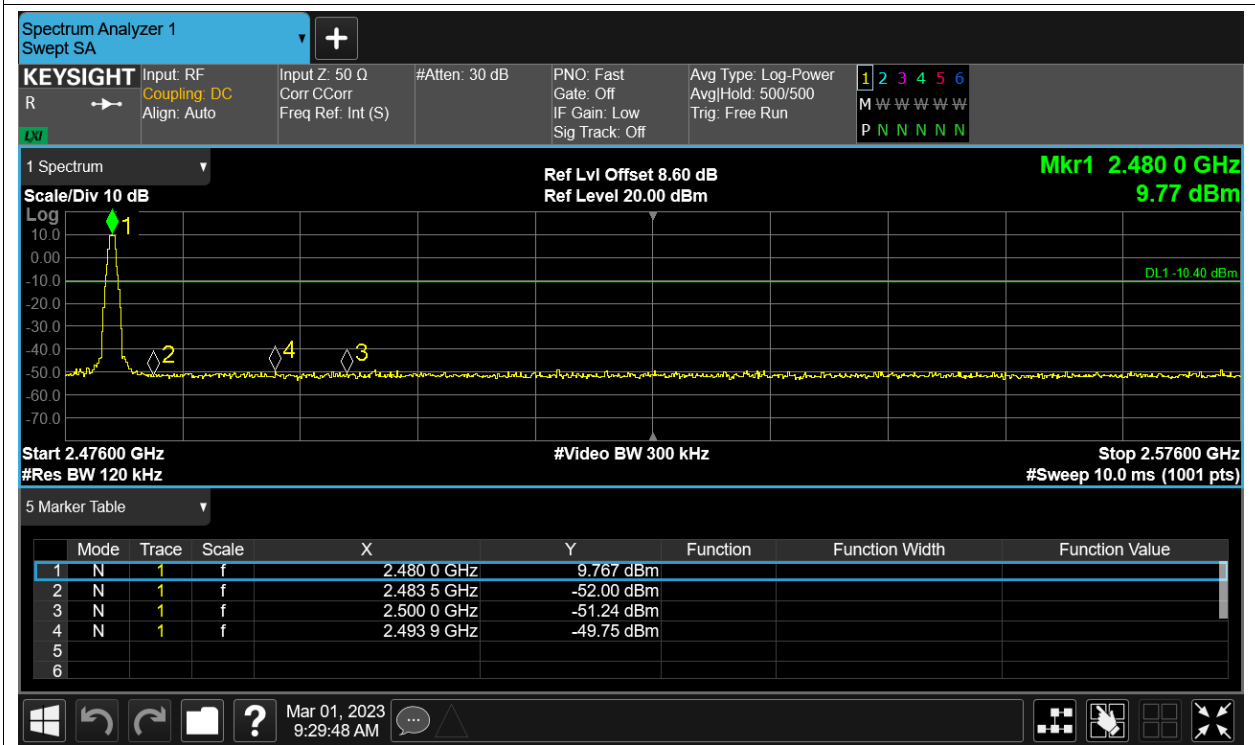 Spectrum Analyzer 1
Swept SA
KEYSIGHT Input: RF Input Z: 50 Ω #Atten: 30 dB PNO: Fast Avg Type: Log-Power 1 2 3 4 5 6
R Coupling: DC Corr CCorr Gate: Off Avg|Hold: 500/500 M W W W W W
Align: Auto Freq Ref: Int (S) IF Gain: Low Trig: Free Run
LXI Sig Track: Off P N N N N N
1 Spectrum Ref Lvl Offset 8.60 dB Mkr1 2.480 0 GHz
Scale/Div 10 dB Ref Level 20.00 dBm 9.77 dBm
Log
1
10.0
0.00
-10.0 DL1 -10.40 dBm
-20.0
-30.0
-40.0 2 4 3
-50.0
-60.0
-70.0
Start 2.47600 GHz #Video BW 300 kHz Stop 2.57600 GHz
#Res BW 120 kHz #Sweep 10.0 ms (1001 pts)
5 Marker Table
Mode Trace Scale X Y Function Function Width Function Value
1 N 1 f 2.480 0 GHz 9.767 dBm
2 N 1 f 2.483 5 GHz -52.00 dBm
3 N 1 f 2.500 0 GHz -51.24 dBm
4 N 1 f 2.493 9 GHz -49.75 dBm
5
6
? Mar 01, 2023
9:29:48 AM